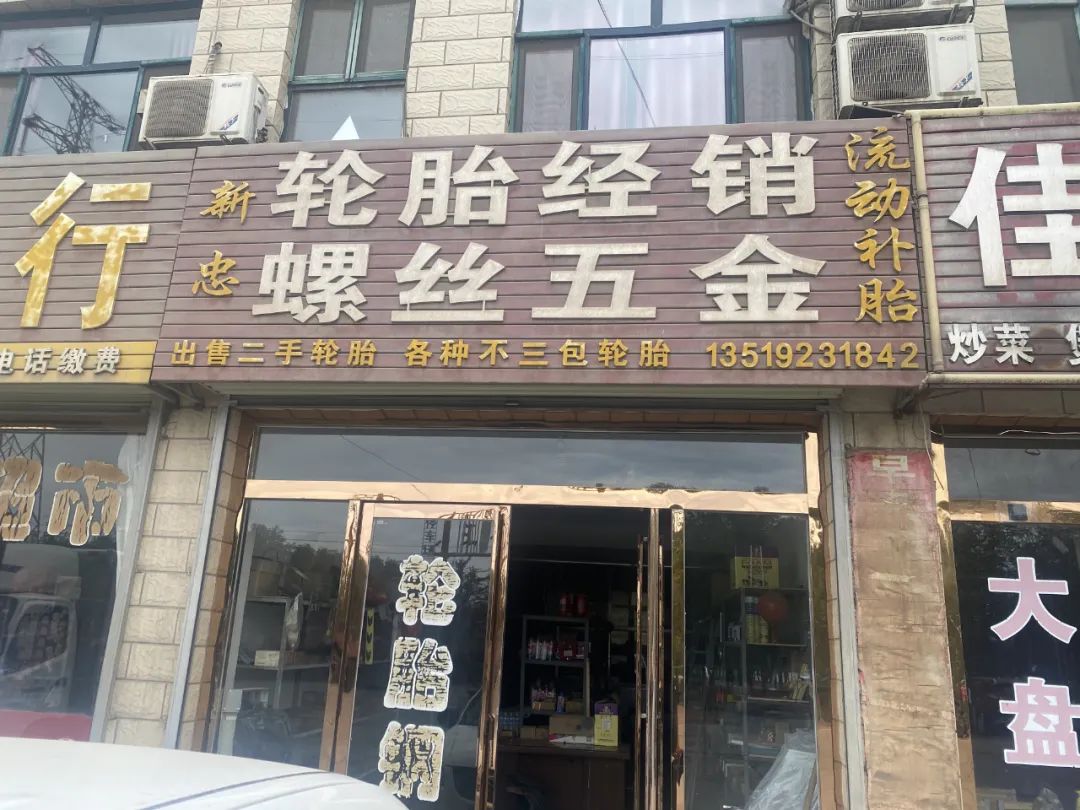 行
电话缴费
新忠
轮胎经销
螺丝五金
流动补胎
出售二手轮胎 各种不三包轮胎 13519231842
佳
炒菜
轮胎钢
早
大盘